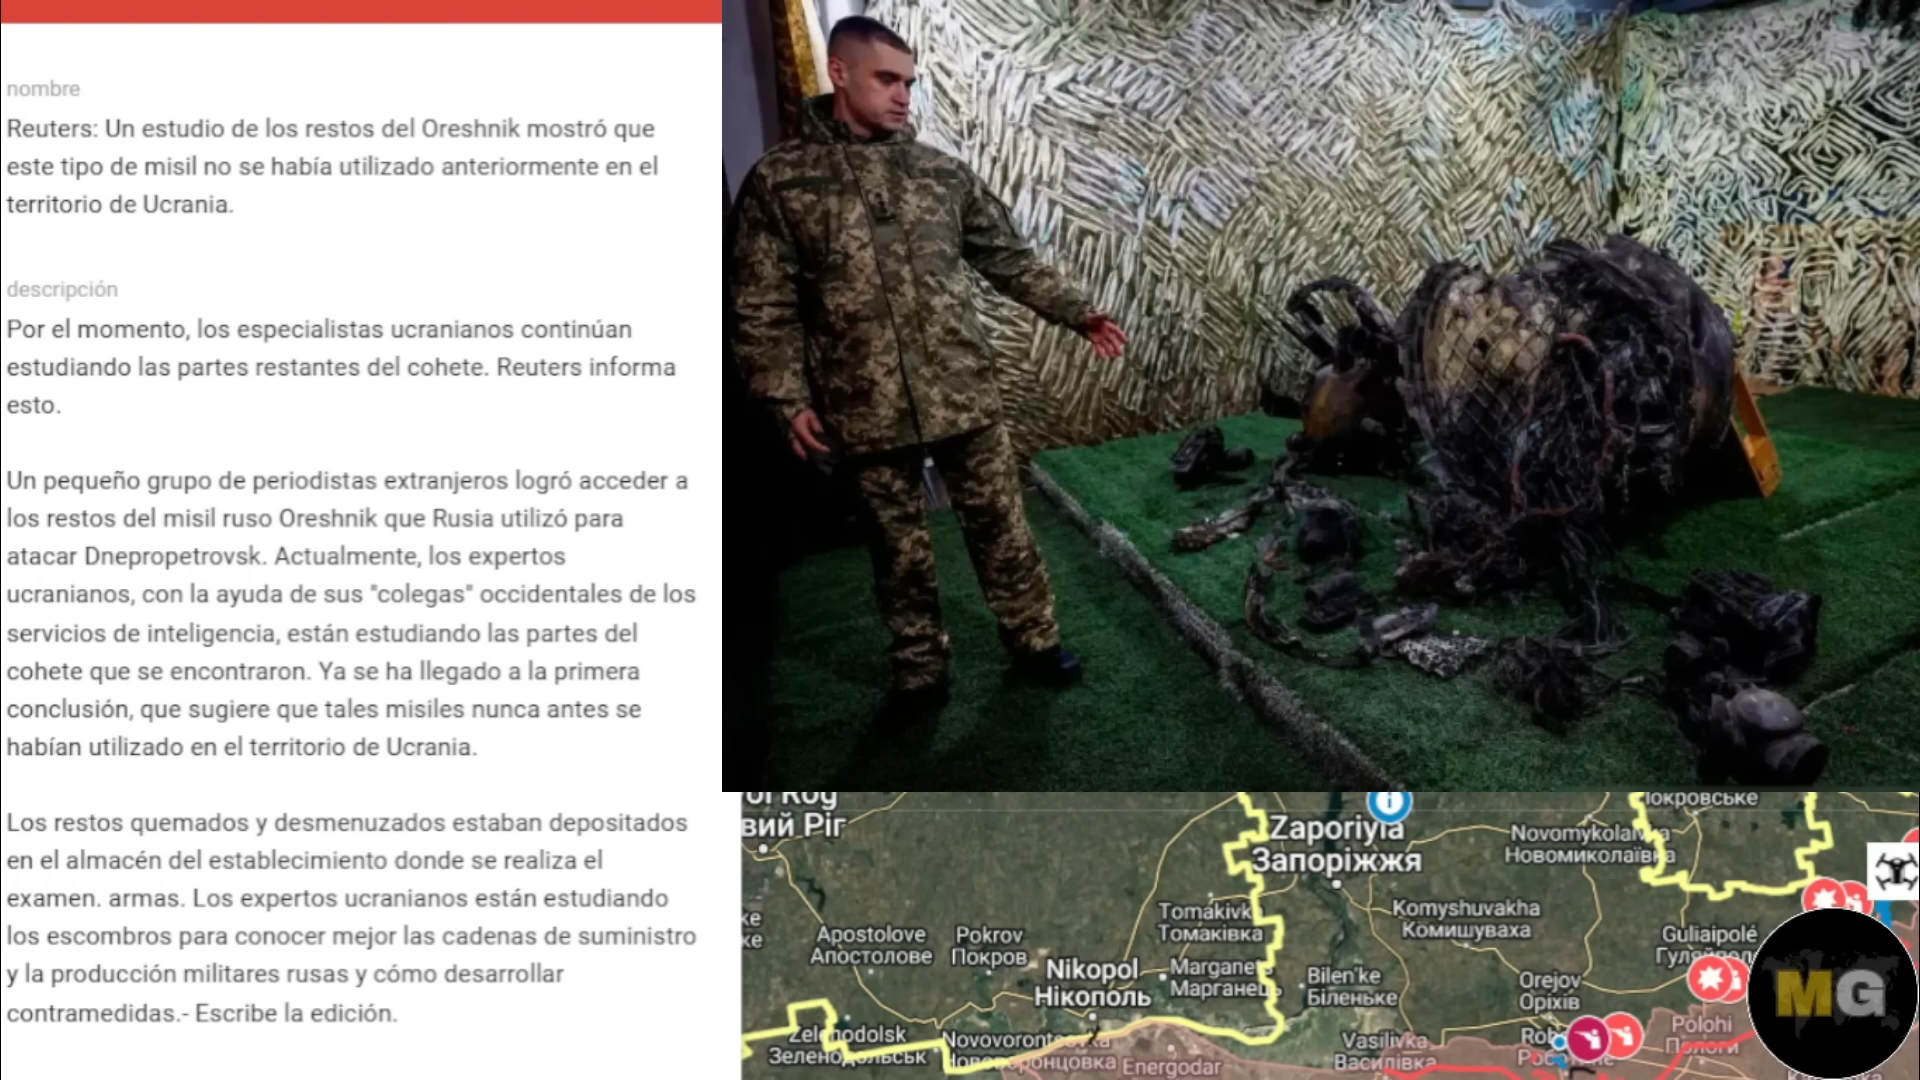 nombre
Reuters: Un estudio de los restos del Oreshnik mostró que
este tipo de misil no se había utilizado anteriormente en el
territorio de Ucrania.
descripción
Por el momento, los especialistas ucranianos continúan
estudiando las partes restantes del cohete. Reuters informa
esto.
Un pequeño grupo de periodistas extranjeros logró acceder a
los restos del misil ruso Oreshnik que Rusia utilizó para
atacar Dnepropetrovsk. Actualmente, los expertos
ucranianos, con la ayuda de sus "colegas" occidentales de los
servicios de inteligencia, están estudiando las partes del
cohete que se encontraron. Ya se ha llegado a la primera
conclusión, que sugiere que tales misiles nunca antes se
habían utilizado en el territorio de Ucrania.
Los restos quemados y desmenuzados estaban depositados
en el almacén del establecimiento donde se realiza el
examen. armas. Los expertos ucranianos están estudiando
los escombros para conocer mejor las cadenas de suministro
y la producción militares rusas y cómo desarrollar
contramedidas.- Escribe la edición.
вий Ріг
Zaporiyia
Запоріжжя
Novomykolaivka
Новомиколаївка
Apostolove
Апостолове
Pokrov
Покров
Nikopol
Нікополь
Tomakivka
Томаківка
Marganets
Марганець
Komyshuvakha
Комишуваха
Bilen'ke
Біленьке
Orejov
Оріхів
Guliaipolé
Zelenodolsk
Зеленодольськ
Energodar
Vasilivka
Василівка
Polohi
Пологи
MG